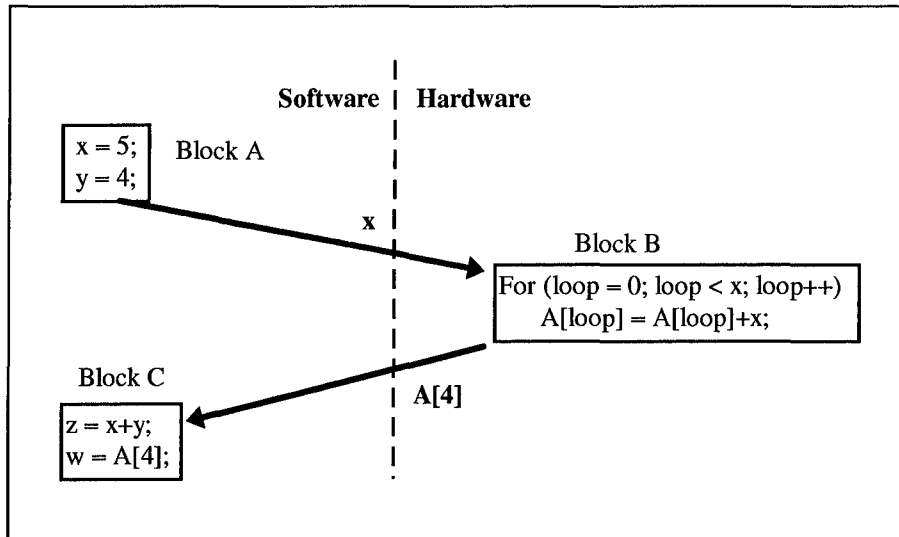 Software Hardware
x = 5;
y = 4;
Block A
x
Block B
For (loop = 0; loop < x; loop++)
A[loop] = A[loop]+x;
Block C
A[4]
z = x+y;
w = A[4];